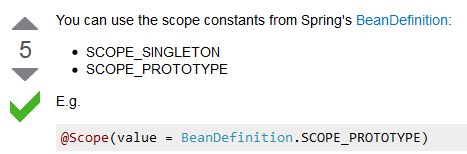 You can use the scope constants from Spring's BeanDefinition:
5
• SCOPE_SINGLETON
• SCOPE_PROTOTYPE
E.g.
@Scope(value = BeanDefinition.SCOPE_PROTOTYPE)